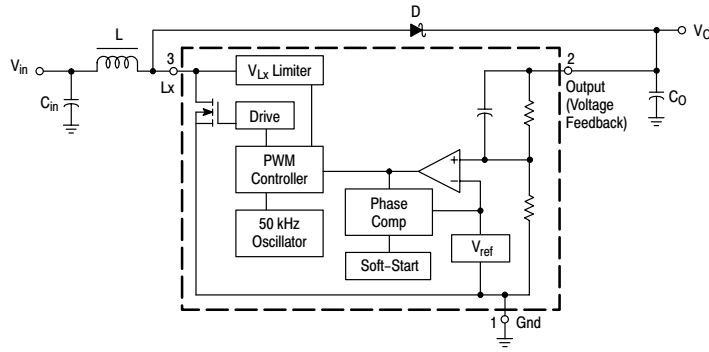 D
V_O
L
V_in
3
Lx
V_Lx Limiter
2
Output
(Voltage
Feedback)
C_in
C_O
Drive
PWM
Controller
+
−
Phase
Comp
50 kHz
Oscillator
V_ref
Soft−Start
1
Gnd